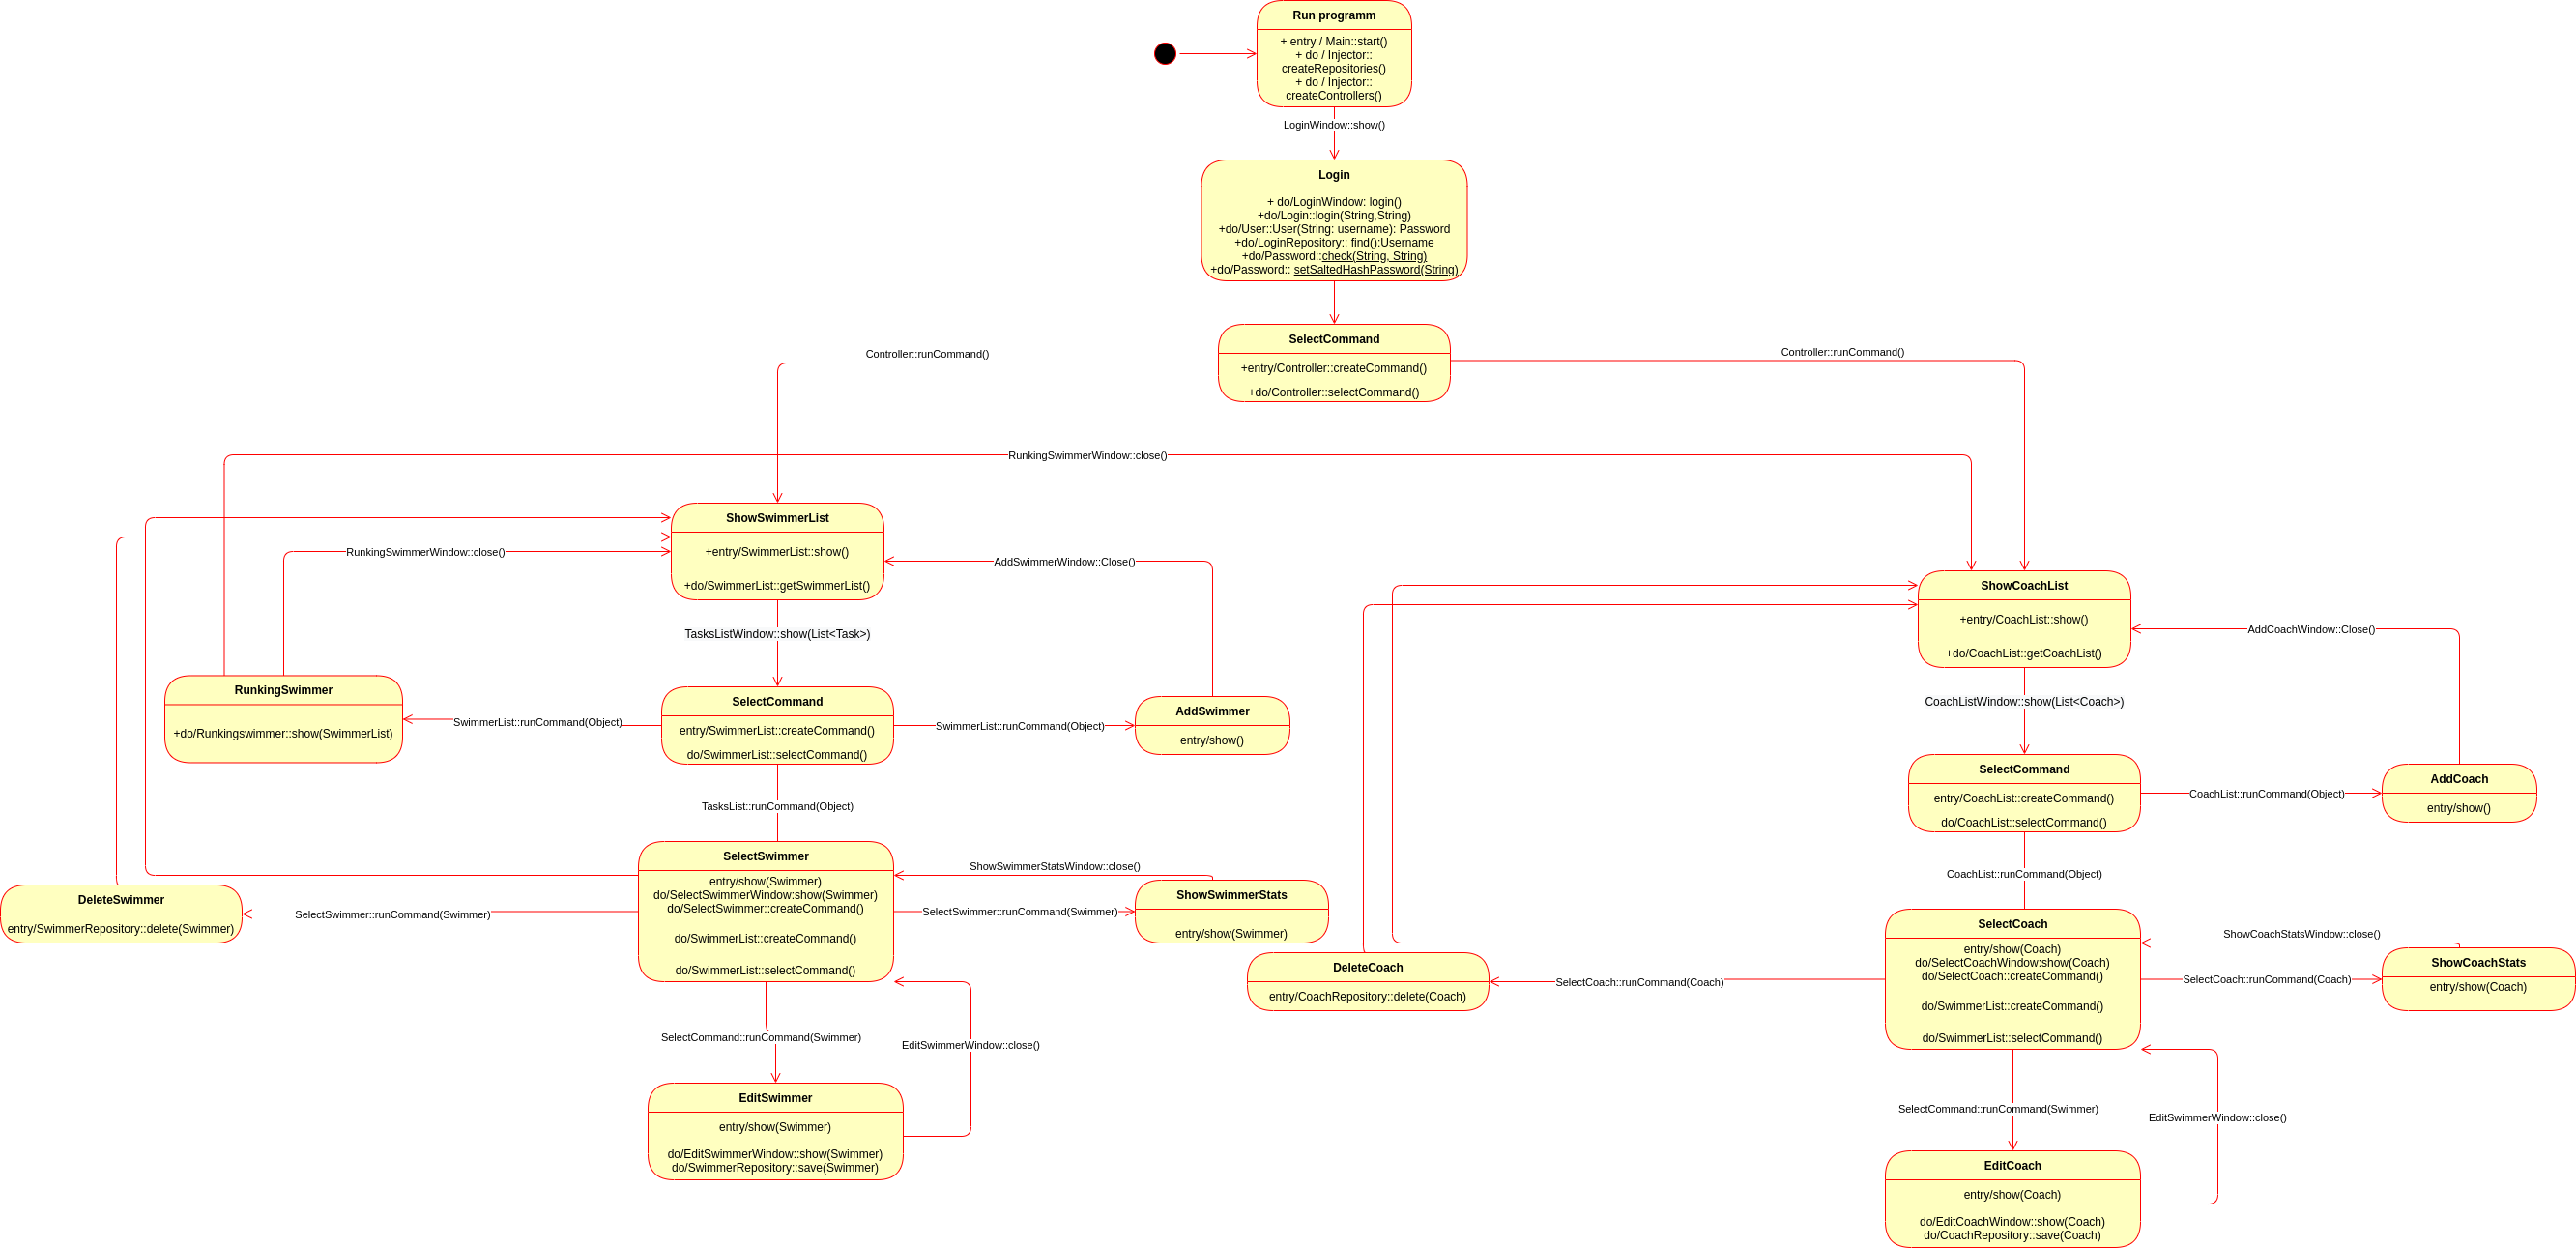 Run programm
+ entry / Main::start()
+ do / Injector::
createRepositories()
+ do / Injector::
createControllers()
LoginWindow::show()
Login
+ do/LoginWindow: login()
+do/Login::login(String,String)
+do/User::User(String: username): Password
+do/LoginRepository:: find():Username
+do/Password::check(String, String)
+do/Password:: setSaltedHashPassword(String)
SelectCommand
+entry/Controller::createCommand()
+do/Controller::selectCommand()
Controller::runCommand()
Controller::runCommand()
RunkingSwimmerWindow::close()
ShowSwimmerList
+entry/SwimmerList::show()
+do/SwimmerList::getSwimmerList()
RunkingSwimmerWindow::close()
AddSwimmerWindow::Close()
TasksListWindow::show(List<Task>)
RunkingSwimmer
+do/Runkingswimmer::show(SwimmerList)
SwimmerList::runCommand(Object)
SelectCommand
entry/SwimmerList::createCommand()
do/SwimmerList::selectCommand()
SwimmerList::runCommand(Object)
AddSwimmer
entry/show()
TasksList::runCommand(Object)
SelectSwimmer
entry/show(Swimmer)
do/SelectSwimmerWindow:show(Swimmer)
do/SelectSwimmer::createCommand()
do/SwimmerList::createCommand()
do/SwimmerList::selectCommand()
ShowSwimmerStatsWindow::close()
ShowSwimmerStats
entry/show(Swimmer)
SelectSwimmer::runCommand(Swimmer)
DeleteSwimmer
entry/SwimmerRepository::delete(Swimmer)
SelectSwimmer::runCommand(Swimmer)
SelectCommand::runCommand(Swimmer)
EditSwimmerWindow::close()
EditSwimmer
entry/show(Swimmer)
do/EditSwimmerWindow::show(Swimmer)
do/SwimmerRepository::save(Swimmer)
ShowCoachList
+entry/CoachList::show()
+do/CoachList::getCoachList()
AddCoachWindow::Close()
CoachListWindow::show(List<Coach>)
SelectCommand
entry/CoachList::createCommand()
do/CoachList::selectCommand()
CoachList::runCommand(Object)
AddCoach
entry/show()
CoachList::runCommand(Object)
SelectCoach
entry/show(Coach)
do/SelectCoachWindow:show(Coach)
do/SelectCoach::createCommand()
do/SwimmerList::createCommand()
do/SwimmerList::selectCommand()
ShowCoachStatsWindow::close()
ShowCoachStats
entry/show(Coach)
SelectCoach::runCommand(Coach)
DeleteCoach
entry/CoachRepository::delete(Coach)
SelectCoach::runCommand(Coach)
SelectCommand::runCommand(Swimmer)
EditSwimmerWindow::close()
EditCoach
entry/show(Coach)
do/EditCoachWindow::show(Coach)
do/CoachRepository::save(Coach)